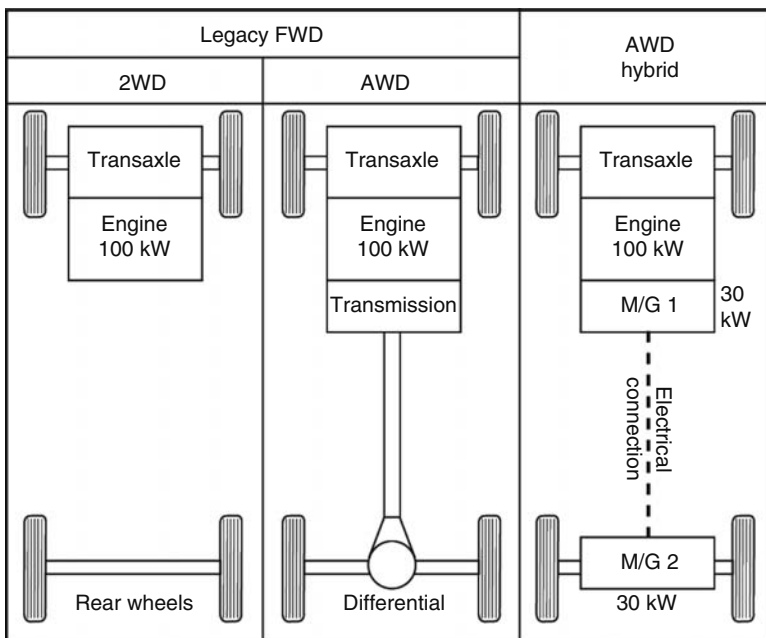 Legacy FWD
AWD
hybrid
2WD
AWD
Transaxle
Engine
100 kW
Rear wheels
Transaxle
Engine
100 kW
Transmission
Differential
Transaxle
Engine
100 kW
M/G 1
30
kW
Electrical
connection
M/G 2
30 kW